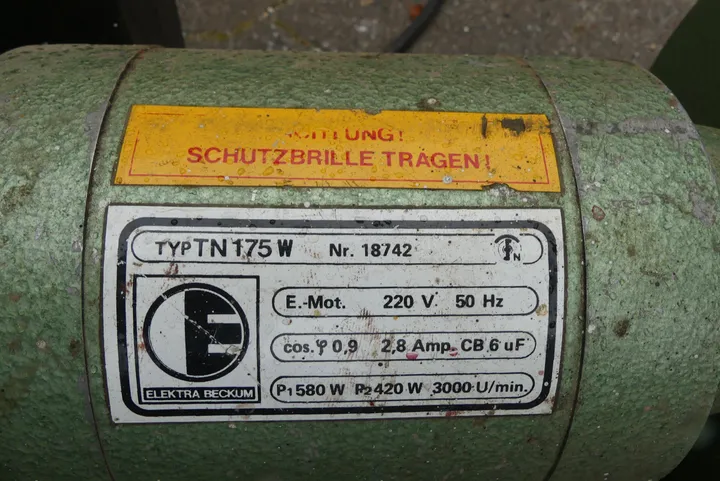 ACHTUNG!
SCHUTZBRILLE TRAGEN!
TYP TN 175 W Nr. 18742
N
E.-Mot. 220 V. 50 Hz
cos. φ 0,9 2,8 Amp. CB 6 uF
P1 580 W P2 420 W 3000 U/min.
E
ELEKTRA BECKUM